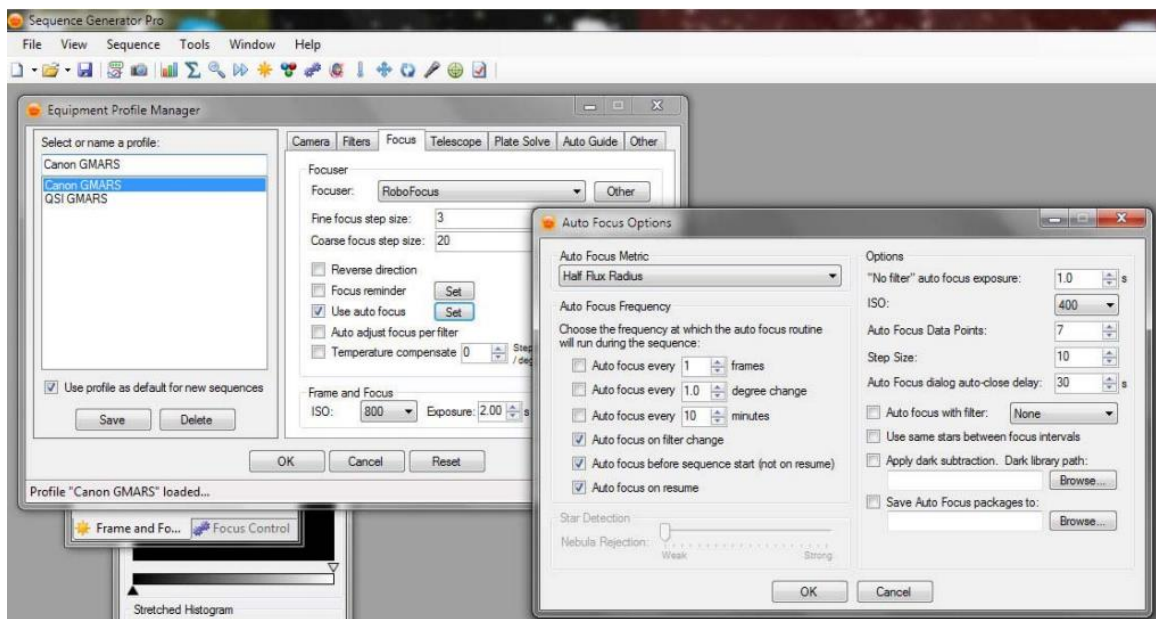 Sequence Generator Pro
File View Sequence Tools Window Help
Equipment Profile Manager
Select or name a profile:
Canon GMARS
Canon GMARS
QSI GMARS
Use profile as default for new sequences
Save Delete
Camera Filters Focus Telescope Plate Solve Auto Guide Other
Focuser
Focuser: RoboFocus Other
Fine focus step size: 3
Coarse focus step size: 20
Reverse direction
Focus reminder Set
Use auto focus Set
Auto adjust focus per filter
Temperature compensate 0 Step
/ deg
Frame and Focus
ISO: 800 Exposure: 2.00 s
OK Cancel Reset
Profile "Canon GMARS" loaded...
Frame and Fo... Focus Control
Stretched Histogram
Auto Focus Options
Auto Focus Metric
Half Flux Radius
Auto Focus Frequency
Choose the frequency at which the auto focus routine
will run during the sequence:
Auto focus every 1 frames
Auto focus every 1.0 degree change
Auto focus every 10 minutes
Auto focus on filter change
Auto focus before sequence start (not on resume)
Auto focus on resume
Star Detection
Nebula Rejection:
Weak Strong
Options
"No filter" auto focus exposure: 1.0 s
ISO: 400
Auto Focus Data Points: 7
Step Size: 10
Auto Focus dialog auto-close delay: 30 s
Auto focus with filter: None
Use same stars between focus intervals
Apply dark subtraction. Dark library path:
Browse...
Save Auto Focus packages to:
Browse...
OK Cancel